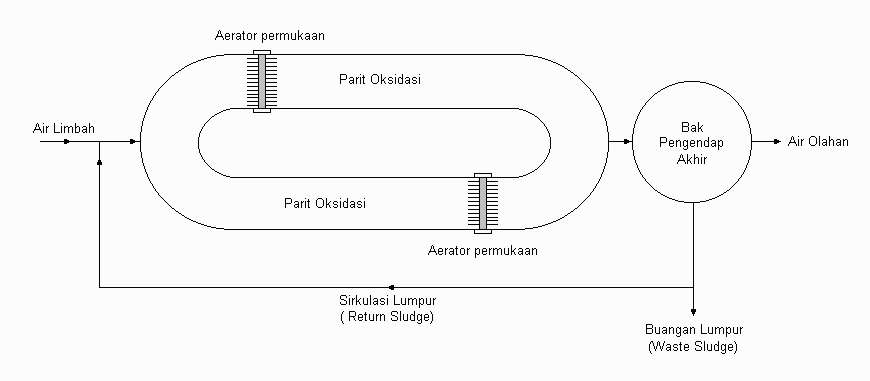 Aerator permukaan
Parit Oksidasi
Air Limbah
Bak
Pengendap
Akhir
Air Olahan
Parit Oksidasi
Aerator permukaan
Sirkulasi Lumpur
( Return Sludge)
Buangan Lumpur
(Waste Sludge)